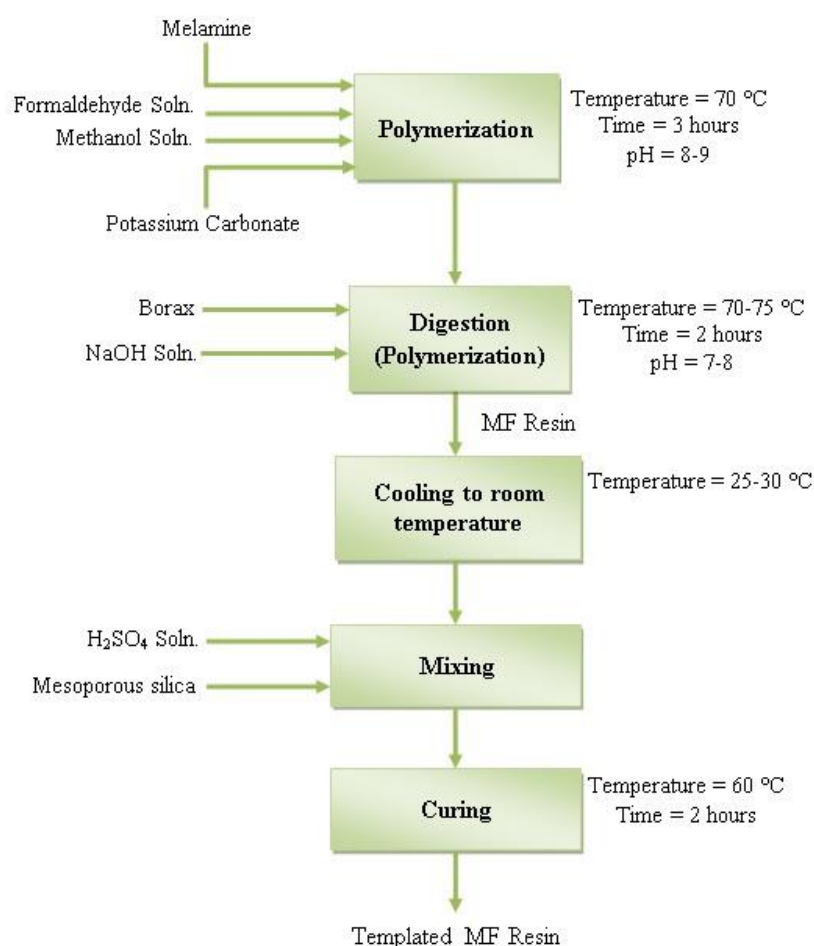 Melamine
Formaldehyde Soln.
Methanol Soln.
Potassium Carbonate
Polymerization
Temperature = 70 °C
Time = 3 hours
pH = 8-9
Borax
NaOH Soln.
Digestion
(Polymerization)
Temperature = 70-75 °C
Time = 2 hours
pH = 7-8
MF Resin
Cooling to room
temperature
Temperature = 25-30 °C
H₂SO₄ Soln.
Mesoporous silica
Mixing
Curing
Temperature = 60 °C
Time = 2 hours
Templated MF Resin